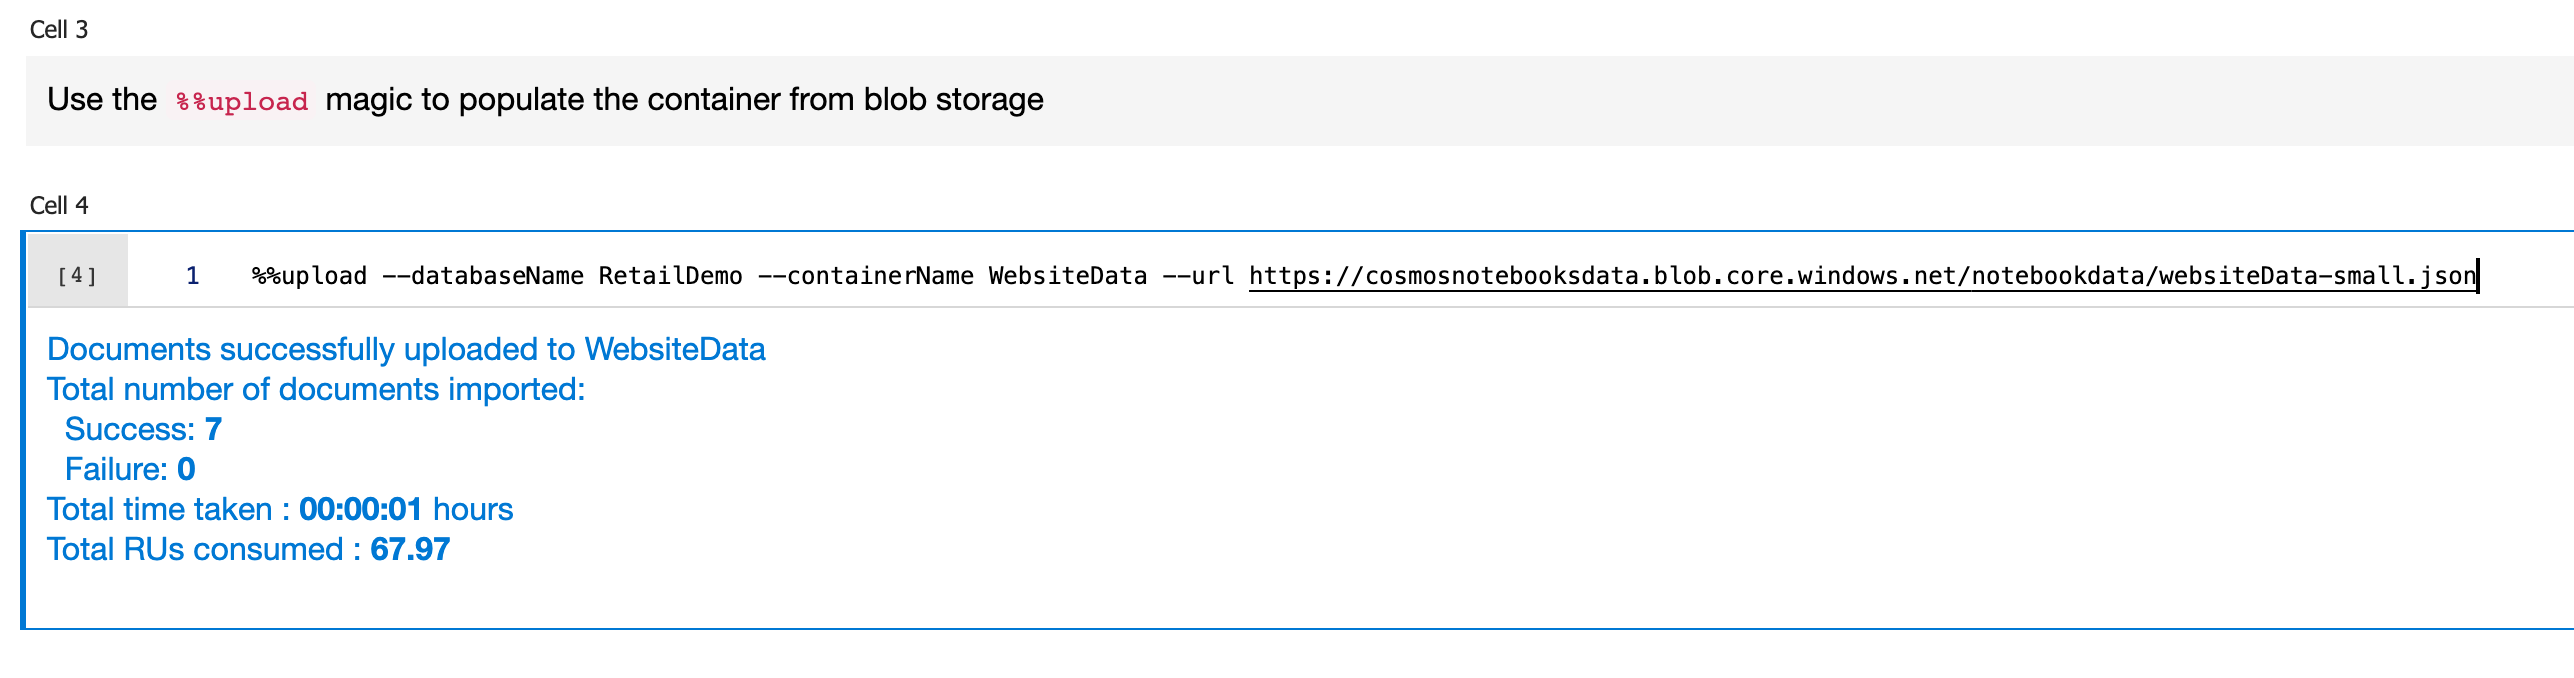 Cell 3
Use the %%upload magic to populate the container from blob storage
Cell 4
[4] 1 %%upload --databaseName RetailDemo --containerName WebsiteData --url https://cosmosnotebooksdata.blob.core.windows.net/notebookdata/websiteData-small.json
Documents successfully uploaded to WebsiteData
Total number of documents imported:
Success: 7
Failure: 0
Total time taken : 00:00:01 hours
Total RUs consumed : 67.97